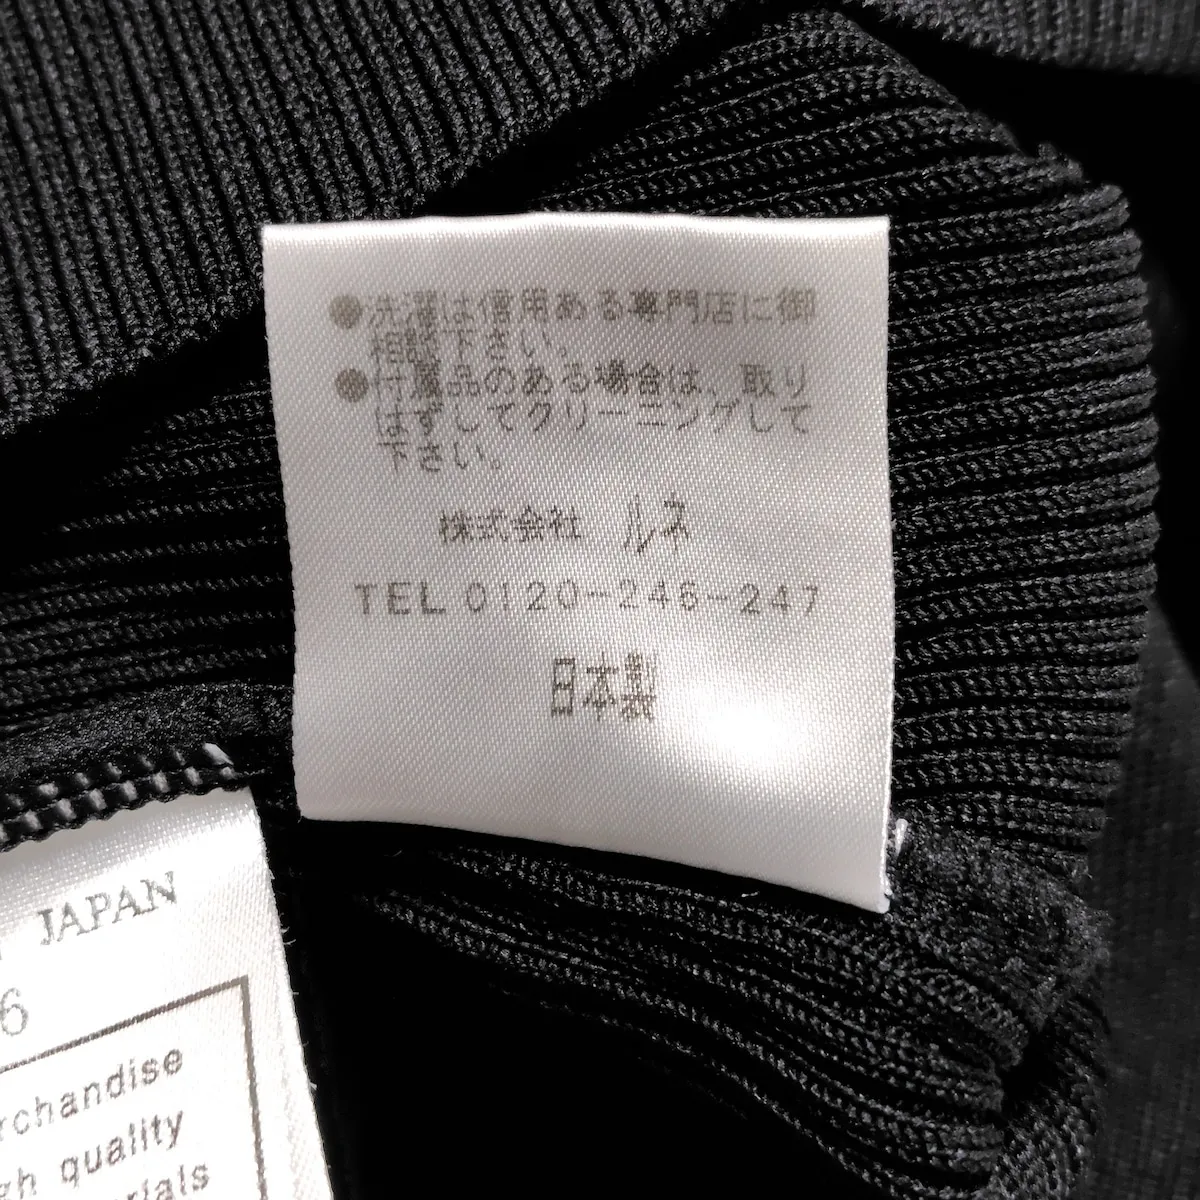 ●洗濯は信用ある専門店に御
相談下さい。
●付属品のある場合は、取り
はずしてクリーニングして
下さい。
株式会社 ルネ
TEL 0120-246-247
日本製
JAPAN
6
rchandise
gh quality
rials